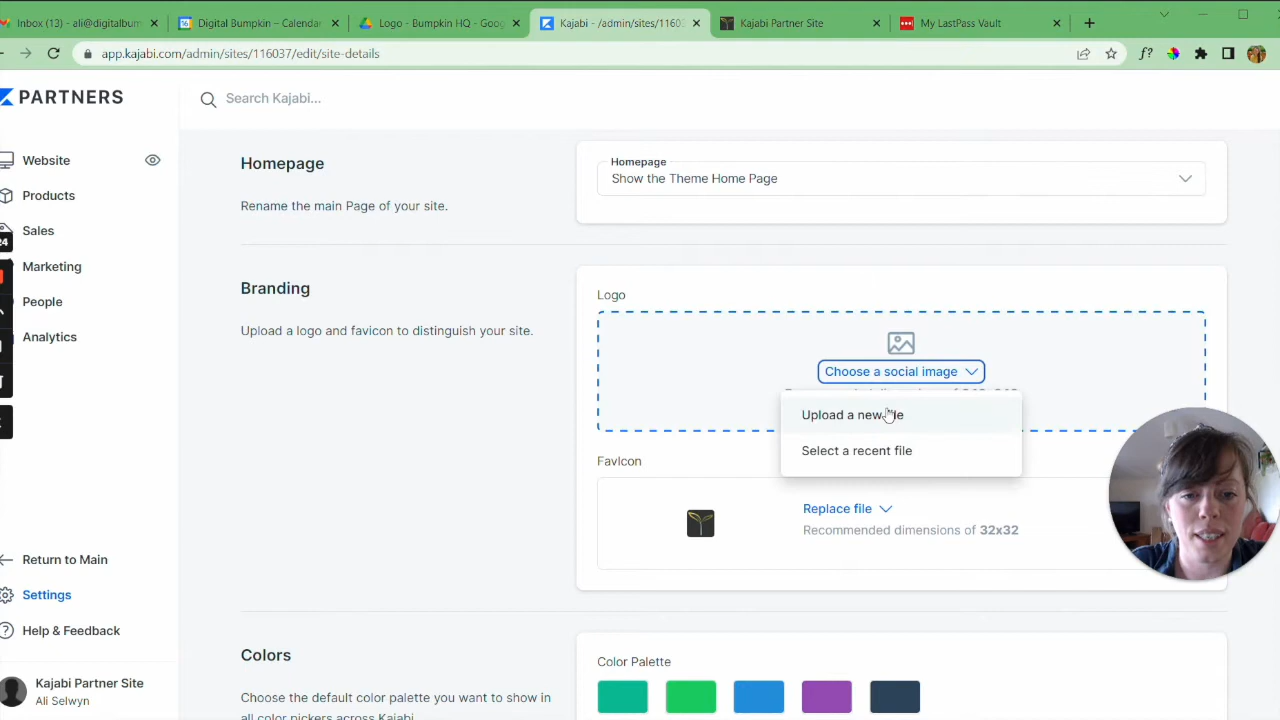 Inbox (13) - ali@digitalbum
Digital Bumpkin – Calendar
Logo - Bumpkin HQ - Goog
Kajabi - /admin/sites/1160
Kajabi Partner Site
My LastPass Vault
app.kajabi.com/admin/sites/116037/edit/site-details
PARTNERS
Search Kajabi...
Website
Products
Sales
24
Marketing
People
Analytics
Return to Main
Settings
Help & Feedback
Kajabi Partner Site
Ali Selwyn
Homepage
Rename the main Page of your site.
Homepage
Show the Theme Home Page
Branding
Upload a logo and favicon to distinguish your site.
Logo
Choose a social image
Upload a new file
Select a recent file
FavIcon
Replace file
Recommended dimensions of 32x32
Colors
Choose the default color palette you want to show in
all color pickers across Kajabi.
Color Palette